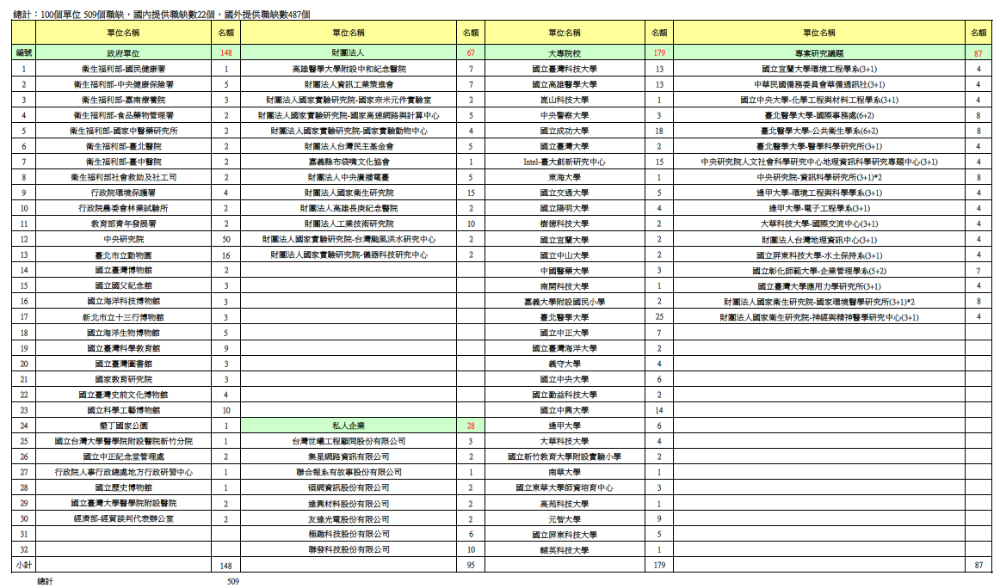 總計：100個單位 509個職缺，國內提供職缺數22個，國外提供職缺數487個
單位名稱 名額 單位名稱 名額 單位名稱 名額 單位名稱 名額
編號 政府單位 148 財團法人 67 大專院校 179 專案研究議題 87
1 衛生福利部-國民健康署 1 高雄醫學大學附設中和紀念醫院 7 國立臺灣科技大學 13 國立宜蘭大學環境工程學系(3+1) 4
2 衛生福利部-中央健康保險署 5 財團法人資訊工業策進會 7 國立高雄醫學大學 13 中華民國僑務委員會華僑通訊社(3+1) 4
3 衛生福利部-嘉南療養院 3 財團法人國家實驗研究院-國家奈米元件實驗室 2 崑山科技大學 1 國立中央大學-化學工程與材料工程學系(3+1) 4
4 衛生福利部-食品藥物管理署 2 財團法人國家實驗研究院-國家高速網路與計算中心 5 中央警察大學 3 臺北醫學大學-國際事務處(6+2) 8
5 衛生福利部-國家中醫藥研究所 2 財團法人國家實驗研究院-國家實驗動物中心 4 國立成功大學 18 臺北醫學大學-公共衛生學系(6+2) 8
6 衛生福利部-臺北醫院 2 財團法人台灣民主基金會 5 國立臺灣大學 2 臺北醫學大學-醫學科學研究所(3+1) 4
7 衛生福利部-臺中醫院 2 嘉義縣布袋嘴文化協會 1 Intel-臺大創新研究中心 15 中央研究院人文社會科學研究中心地理資訊科學研究專題中心(3+1) 4
8 衛生福利部社會救助及社工司 2 財團法人中央廣播電臺 5 東海大學 1 中央研究院-資訊科學研究所(3+1)*2 8
9 行政院環境保護署 4 財團法人國家衛生研究院 15 國立交通大學 5 逢甲大學-環境工程與科學學系(3+1) 4
10 行政院農委會林業試驗所 2 財團法人高雄長庚紀念醫院 2 國立陽明大學 4 逢甲大學-電子工程學系(3+1) 4
11 教育部青年發展署 2 財團法人工業技術研究院 10 樹德科技大學 2 大華科技大學-國際交流中心(3+1) 4
12 中央研究院 50 財團法人國家實驗研究院-台灣颱風洪水研究中心 2 國立宜蘭大學 2 財團法人台灣地理資訊中心(3+1) 4
13 臺北市立動物園 16 財團法人國家實驗研究院-儀器科技研究中心 2 國立中山大學 2 國立屏東科技大學-水土保持系(3+1) 4
14 國立臺灣博物館 2 中國醫藥大學 3 國立彰化師範大學-企業管理學系(5+2) 7
15 國立國父紀念館 3 南開科技大學 1 國立臺灣大學應用力學研究所(3+1) 4
16 國立海洋科技博物館 3 嘉義大學附設國民小學 2 財團法人國家衛生研究院-國家環境醫學研究所(3+1)*2 8
17 新北市立十三行博物館 3 臺北醫學大學 25 財團法人國家衛生研究院-神經與精神醫學研究中心(3+1) 4
18 國立海洋生物博物館 5 國立中正大學 7
19 國立臺灣科學教育館 9 國立臺灣海洋大學 2
20 國立臺灣圖書館 3 義守大學 4
21 國家教育研究院 3 國立中央大學 6
22 國立臺灣史前文化博物館 4 國立勤益科技大學 2
23 國立科學工藝博物館 10 國立中興大學 14
24 墾丁國家公園 1 私人企業 28 逢甲大學 6
25 國立台灣大學醫學院附設醫院新竹分院 1 台灣世曦工程顧問股份有限公司 3 大華科技大學 4
26 國立中正紀念堂管理處 2 集星網路資訊有限公司 2 國立新竹教育大學附設實驗小學 2
27 行政院人事行政總處地方行政研習中心 1 聯合報系有故事股份有限公司 1 南華大學 1
28 國立歷史博物館 1 碩網資訊股份有限公司 2 國立東華大學師資培育中心 3
29 國立臺灣大學醫學院附設醫院 2 達興材料股份有限公司 2 高苑科技大學 1
30 經濟部-經貿談判代表辦公室 2 友達光電股份有限公司 2 元智大學 9
31 極趣科技股份有限公司 6 國立屏東科技大學 5
32 聯發科技股份有限公司 10 輔英科技大學 1
小計 148 95 179 87
總計 509